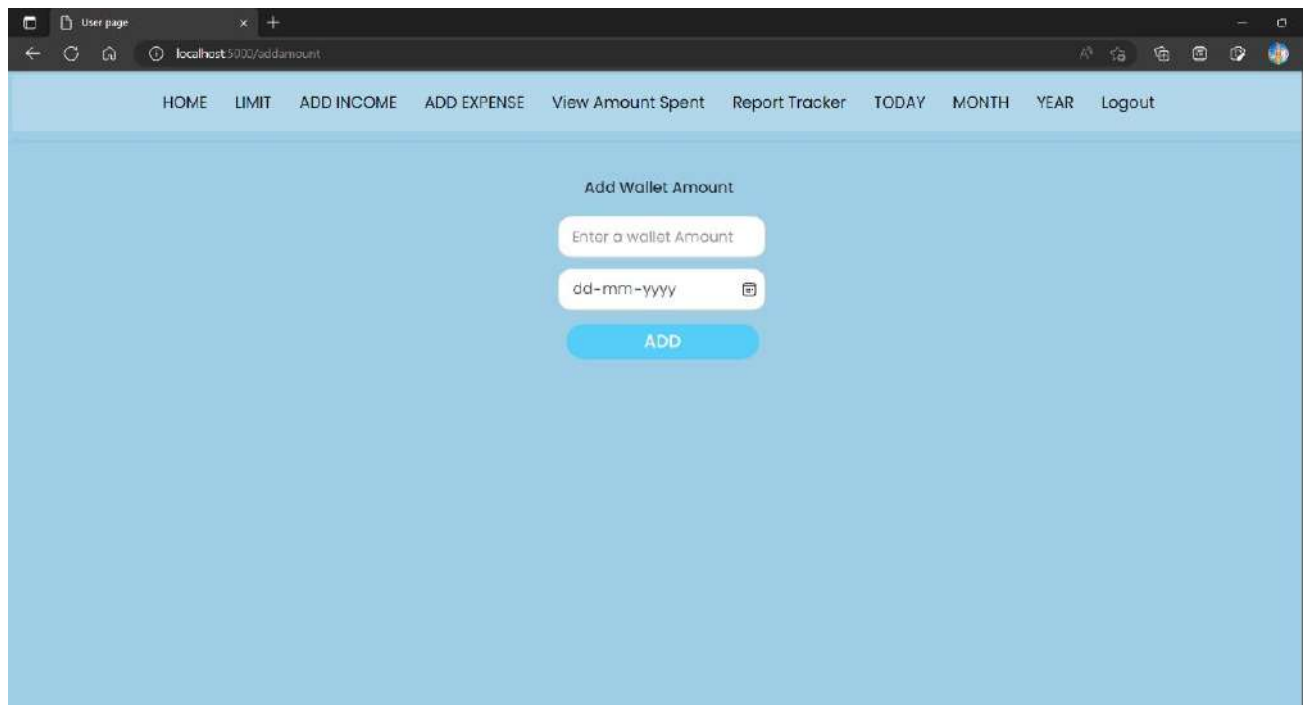 User page
localhost:5000/addamount
HOME LIMIT ADD INCOME ADD EXPENSE View Amount Spent Report Tracker TODAY MONTH YEAR Logout
Add Wallet Amount
Enter a wallet Amount
dd-mm-yyyy
ADD